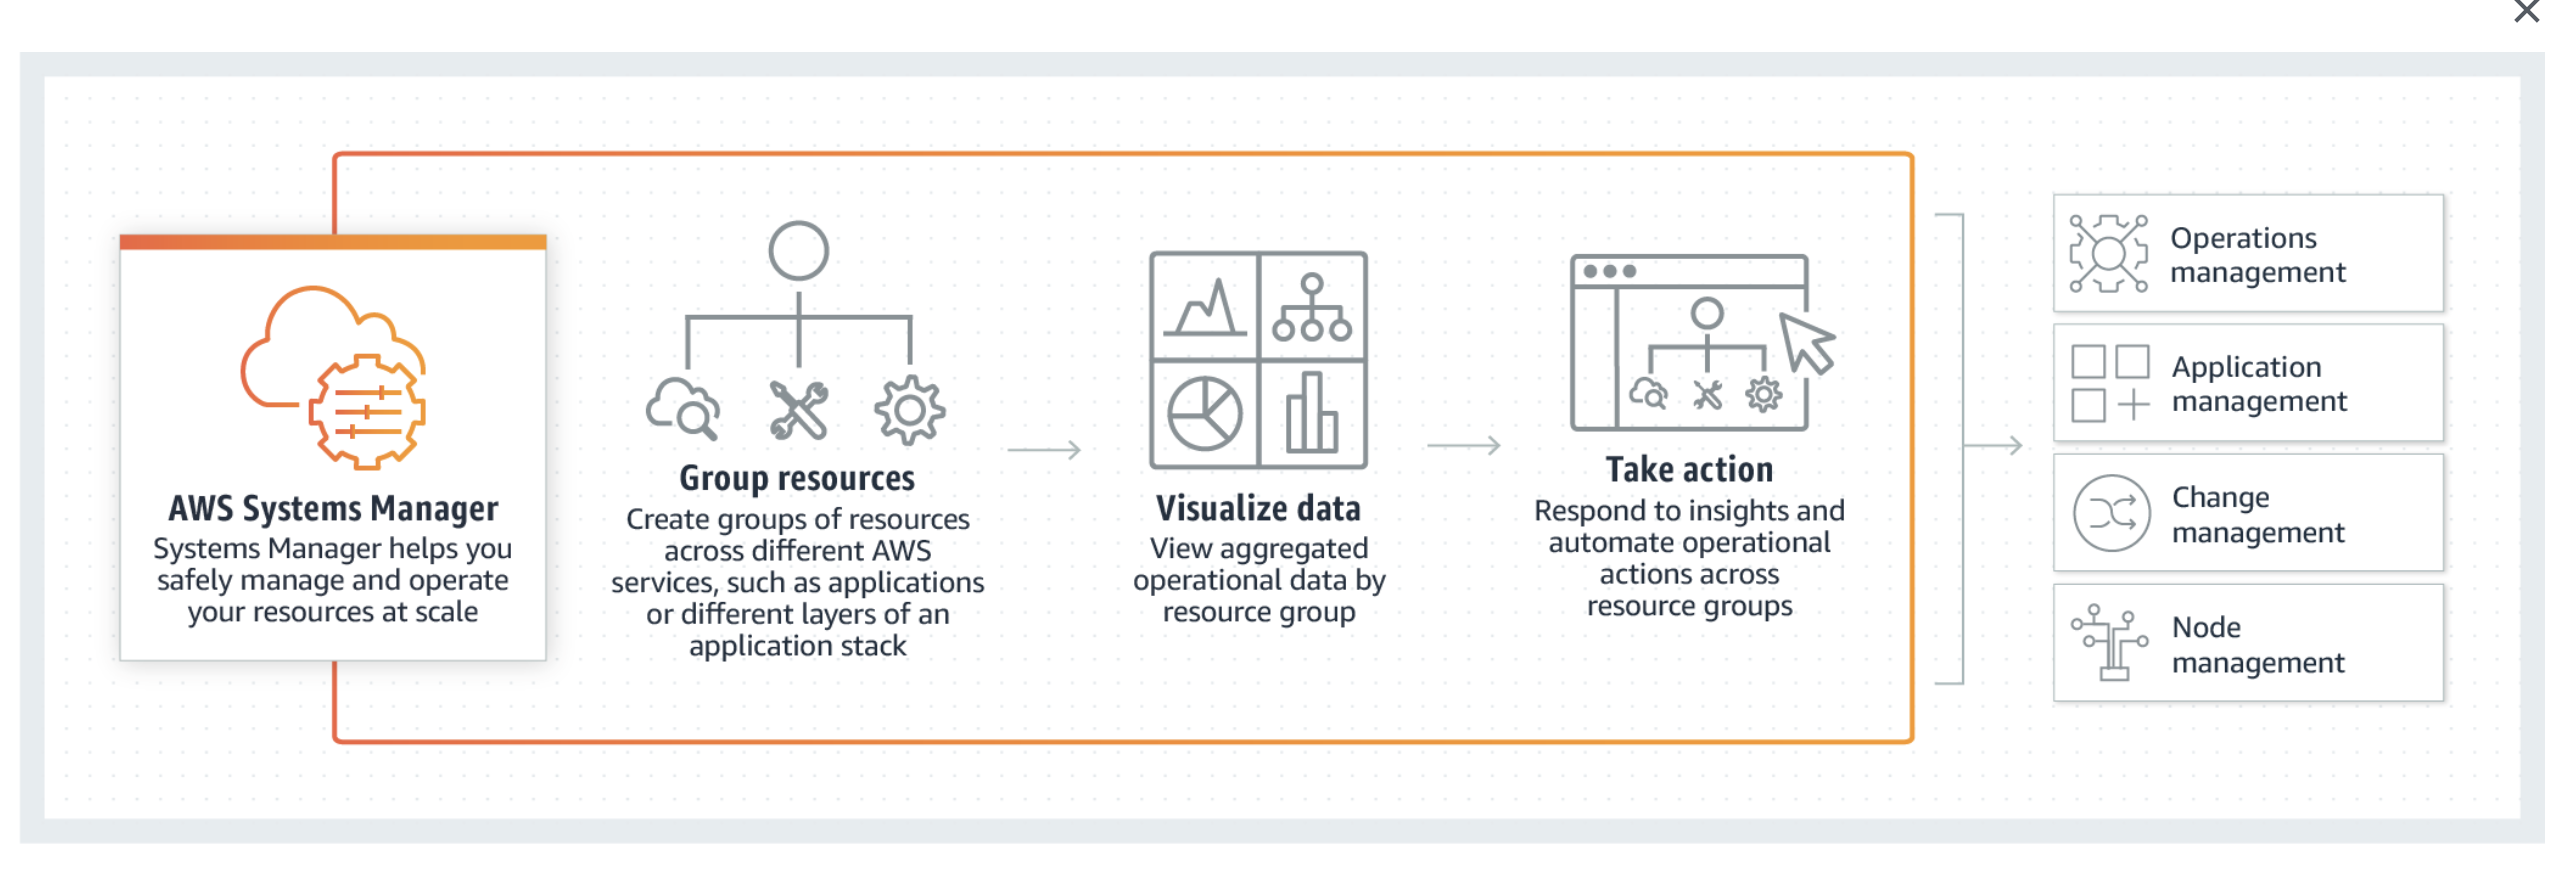 AWS Systems Manager
Systems Manager helps you
safely manage and operate
your resources at scale
Group resources
Create groups of resources
across different AWS
services, such as applications
or different layers of an
application stack
Visualize data
View aggregated
operational data by
resource group
Take action
Respond to insights and
automate operational
actions across
resource groups
Operations
management
Application
management
Change
management
Node
management